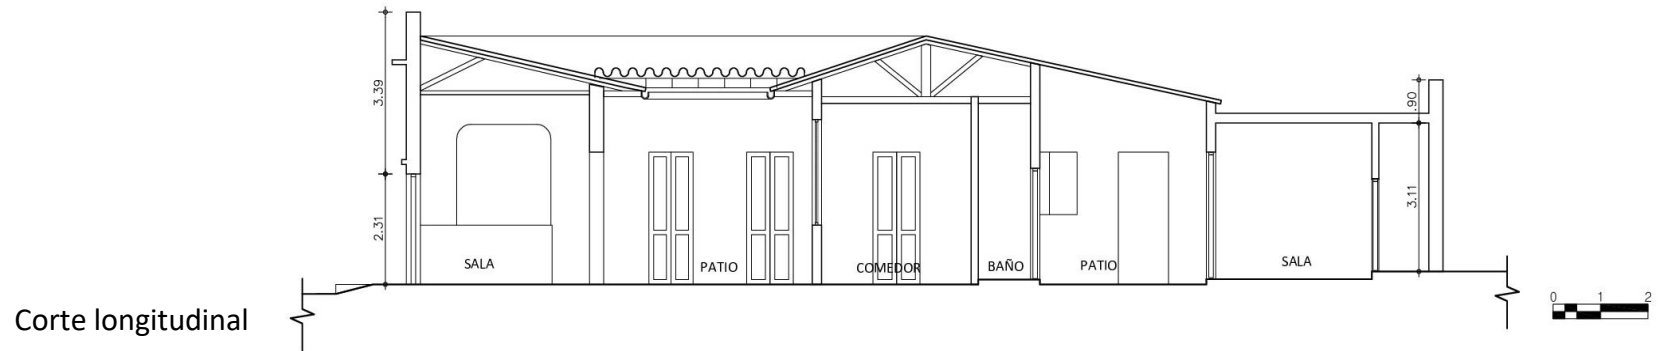 3.39
2.31
SALA
PATIO
COMEDOR
BAÑO
PATIO
SALA
.90
3.11
0 1 2
Corte longitudinal